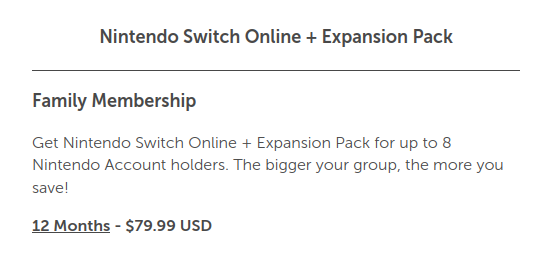 Nintendo Switch Online + Expansion Pack
Family Membership
Get Nintendo Switch Online + Expansion Pack for up to 8
Nintendo Account holders. The bigger your group, the more you
save!
12 Months - $79.99 USD